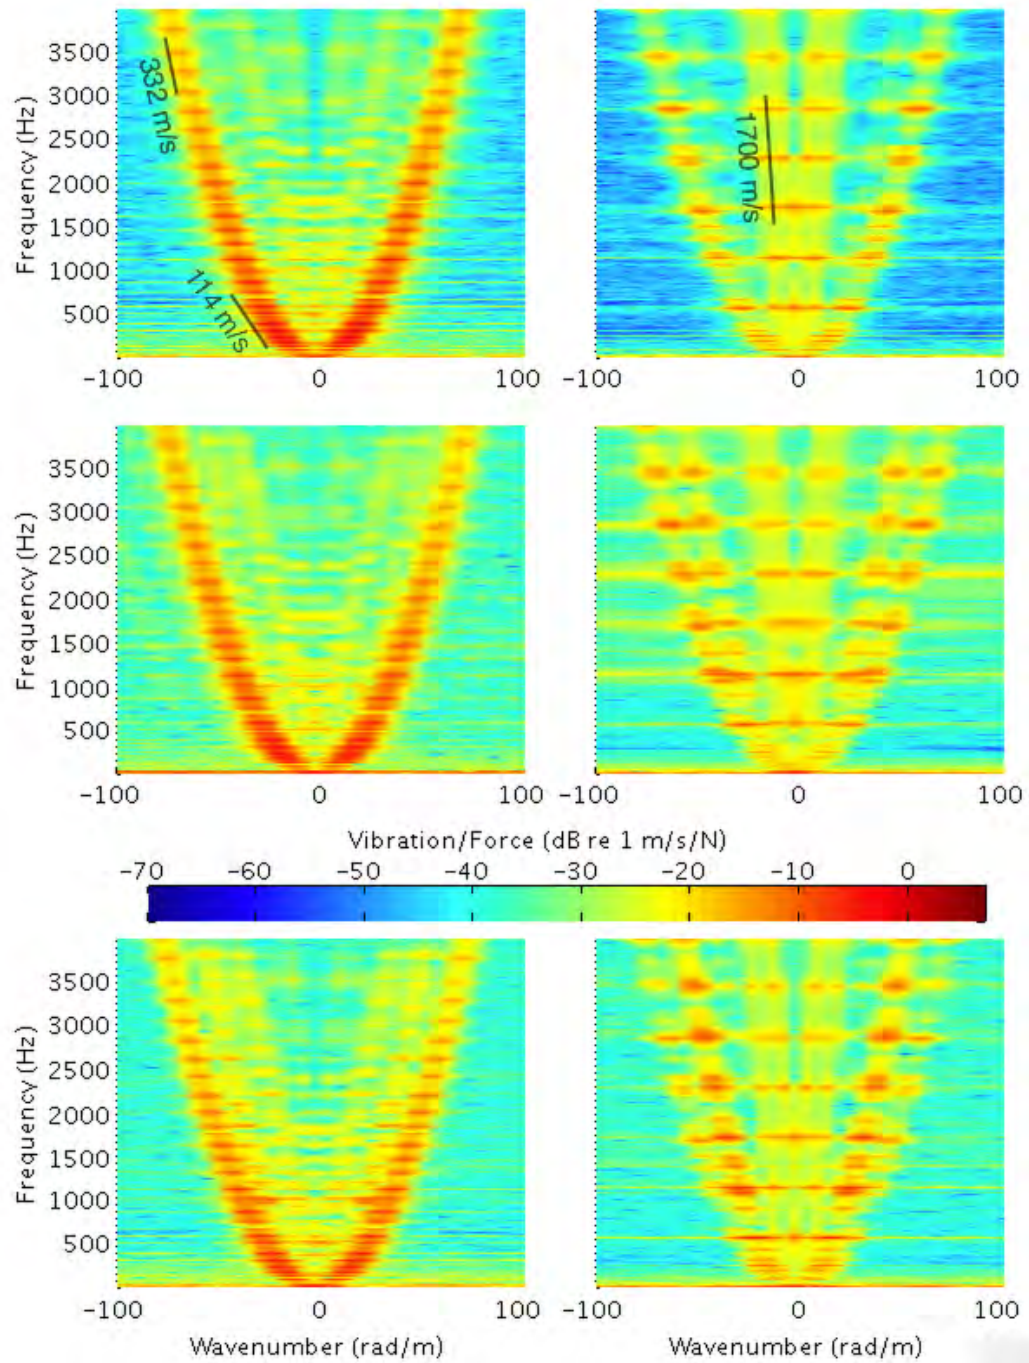 3500
3000
2500
2000
1500
1000
500
Frequency (Hz)
332 m/s
114 m/s
1700 m/s
−100 0 100 −100 0 100
3500
3000
2500
2000
1500
1000
500
Frequency (Hz)
−100 0 100 −100 0 100
Vibration/Force (dB re 1 m/s/N)
−70 −60 −50 −40 −30 −20 −10 0
3500
3000
2500
2000
1500
1000
500
Frequency (Hz)
−100 0 100 −100 0 100
Wavenumber (rad/m) Wavenumber (rad/m)